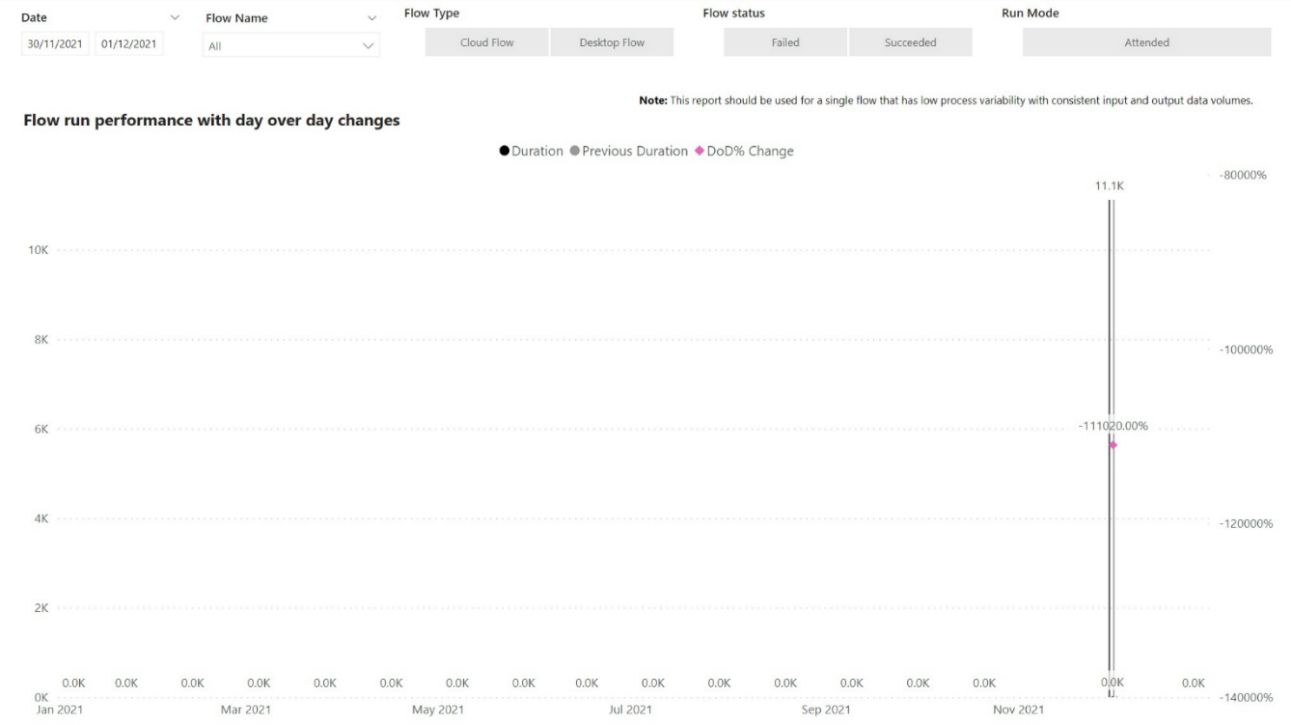 Date
Flow Name
Flow Type
Flow status
Run Mode
30/11/2021 01/12/2021
All
Cloud Flow
Desktop Flow
Failed
Succeeded
Attended
Note: This report should be used for a single flow that has low process variability with consistent input and output data volumes.
Flow run performance with day over day changes
Duration Previous Duration DoD% Change
-80000%
11.1K
10K
8K
-100000%
6K
-111020.00%
4K
-120000%
2K
0.0K 0.0K 0.0K 0.0K 0.0K 0.0K 0.0K 0.0K 0.0K 0.0K 0.0K 0.0K 0.0K 0.0K 0.0K 0.0K 0.0K
0K
-140000%
Jan 2021 Mar 2021 May 2021 Jul 2021 Sep 2021 Nov 2021